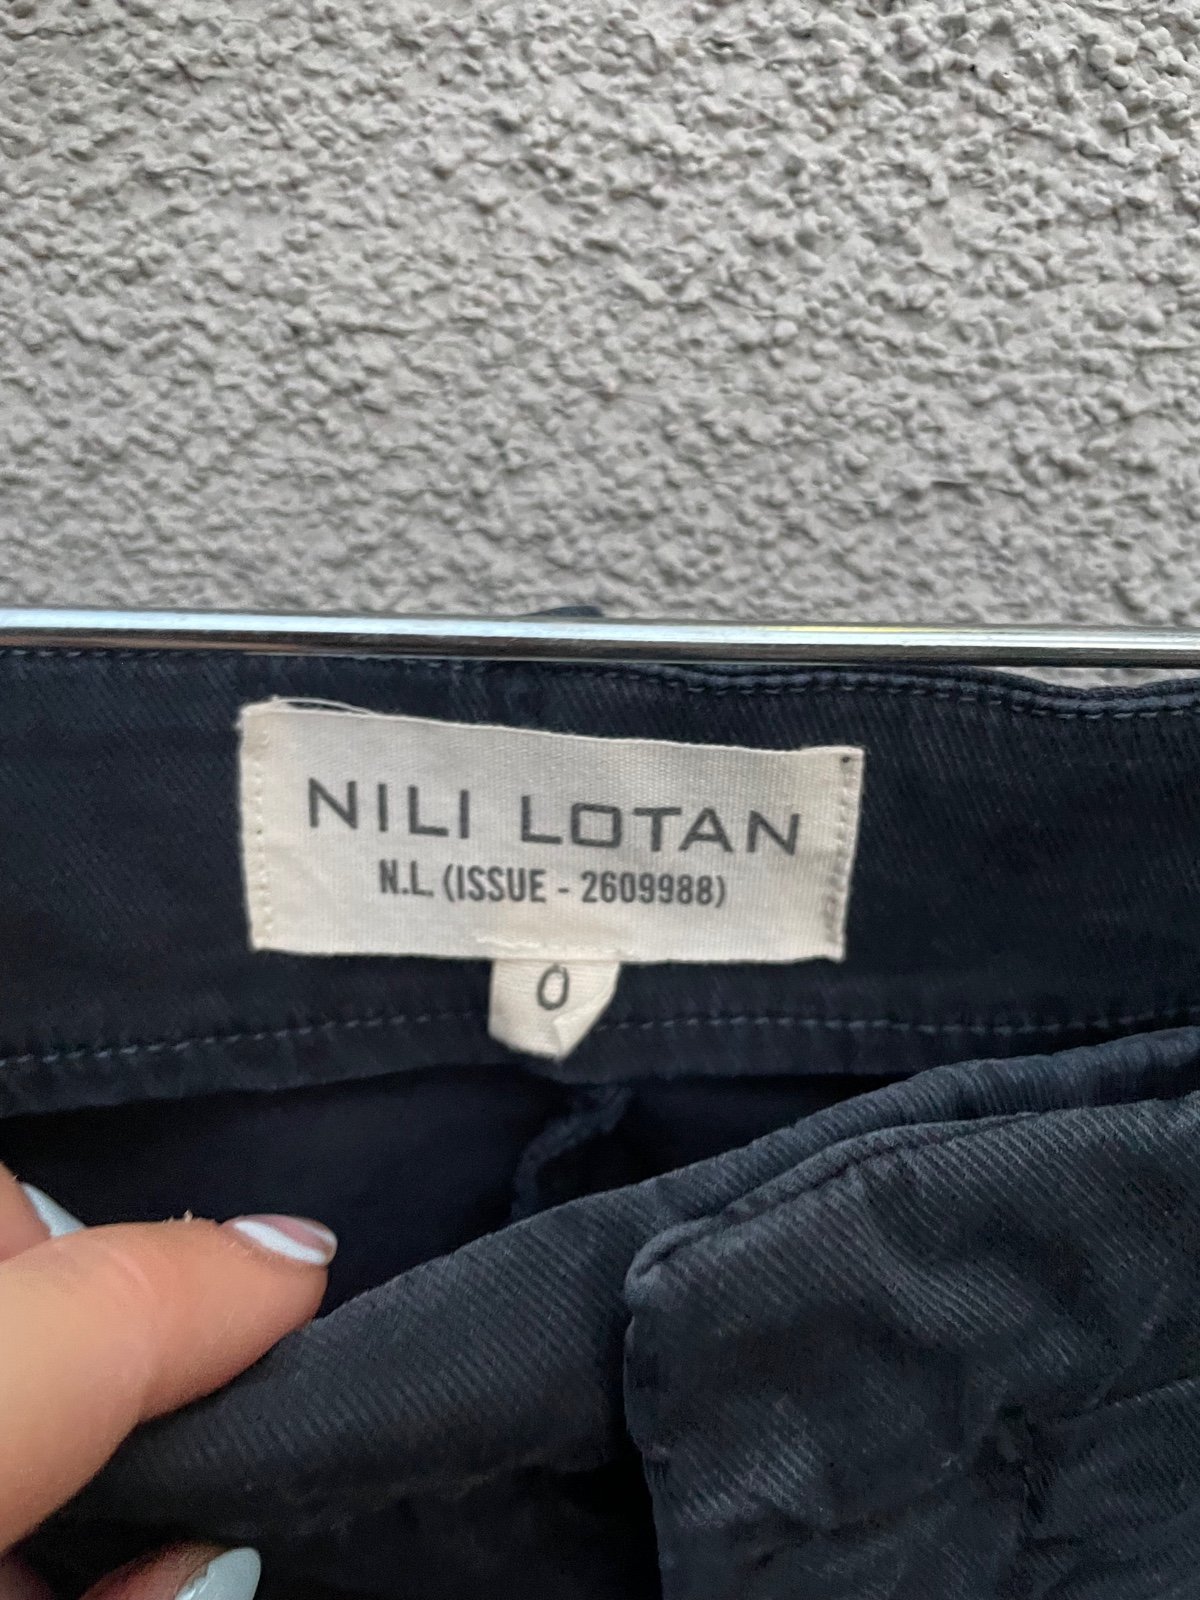 NILI LOTAN
N.L. (ISSUE - 2609988)
0